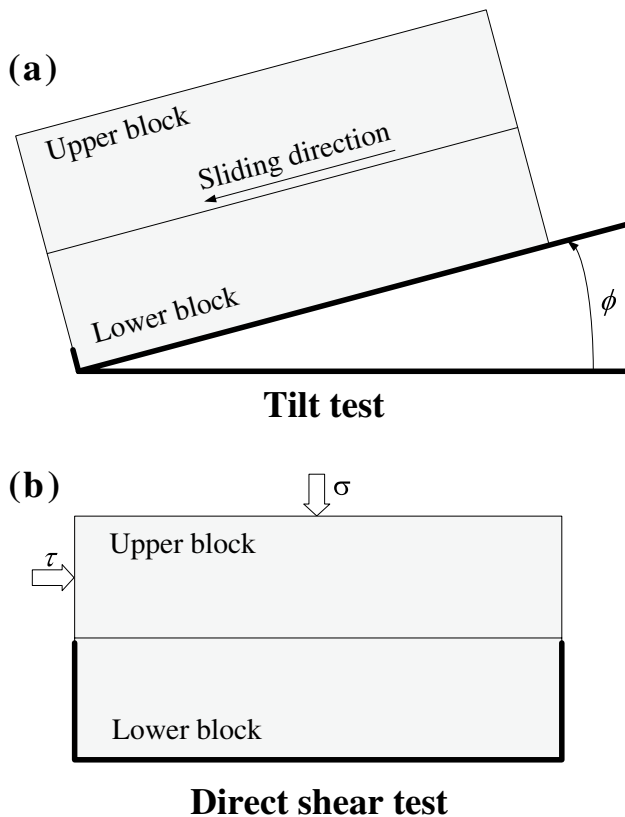 (a)
Upper block
Sliding direction
Lower block
ϕ
Tilt test
(b)
σ
Upper block
τ
Lower block
Direct shear test